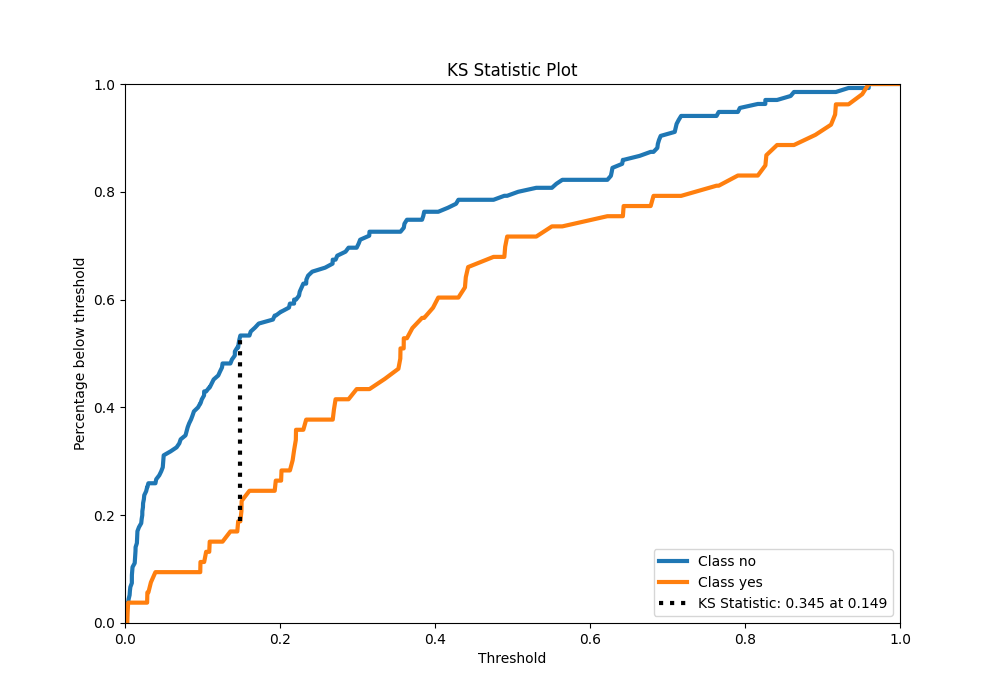 KS Statistic Plot
Percentage below threshold
1.0
0.8
0.6
0.4
0.2
0.0
0.0 0.2 0.4 0.6 0.8 1.0
Threshold
Class no
Class yes
KS Statistic: 0.345 at 0.149